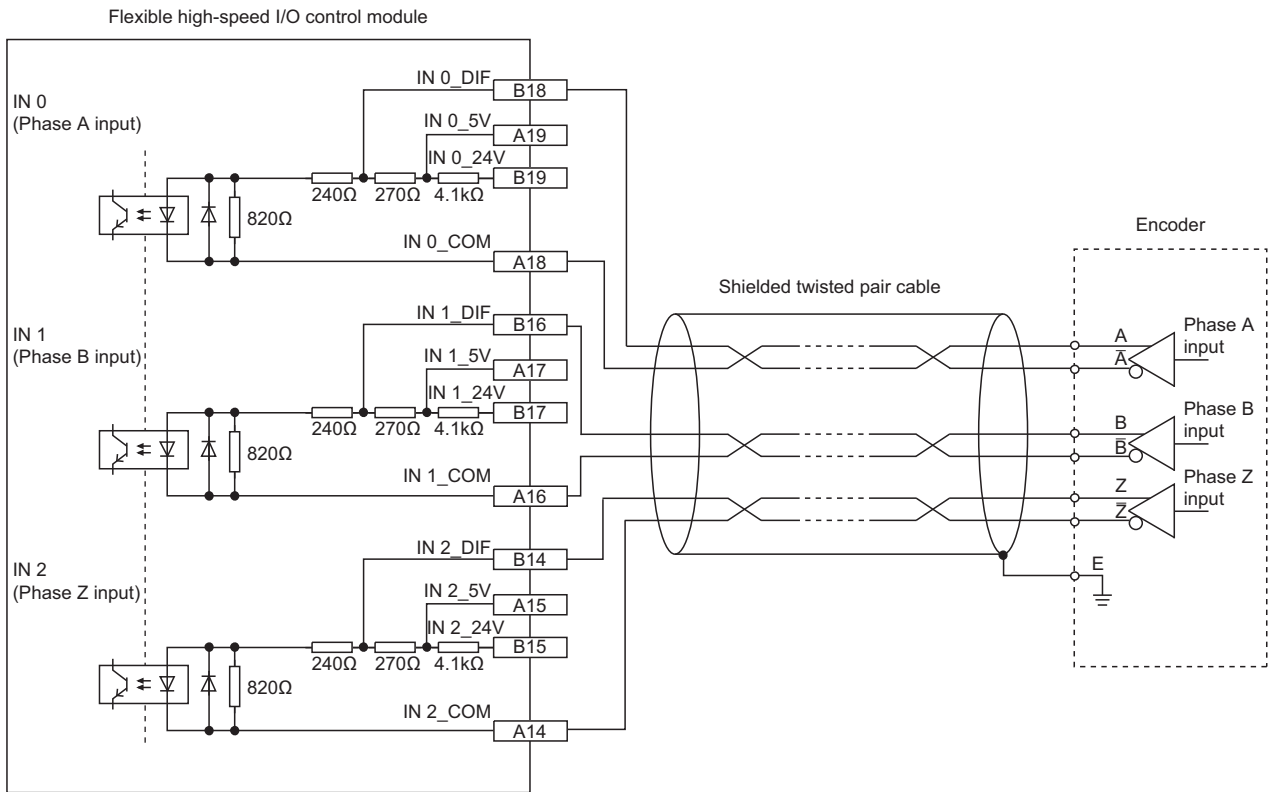 Flexible high-speed I/O control module
IN 0
(Phase A input)
IN 0_DIF
B18
IN 0_5V
A19
IN 0_24V
B19
240Ω
270Ω
4.1kΩ
820Ω
IN 0_COM
A18
IN 1
(Phase B input)
IN 1_DIF
B16
IN 1_5V
A17
IN 1_24V
B17
240Ω
270Ω
4.1kΩ
820Ω
IN 1_COM
A16
IN 2
(Phase Z input)
IN 2_DIF
B14
IN 2_5V
A15
IN 2_24V
B15
240Ω
270Ω
4.1kΩ
820Ω
IN 2_COM
A14
Shielded twisted pair cable
Encoder
A
A̅
Phase A
input
B
B̅
Phase B
input
Z
Z̅
Phase Z
input
E